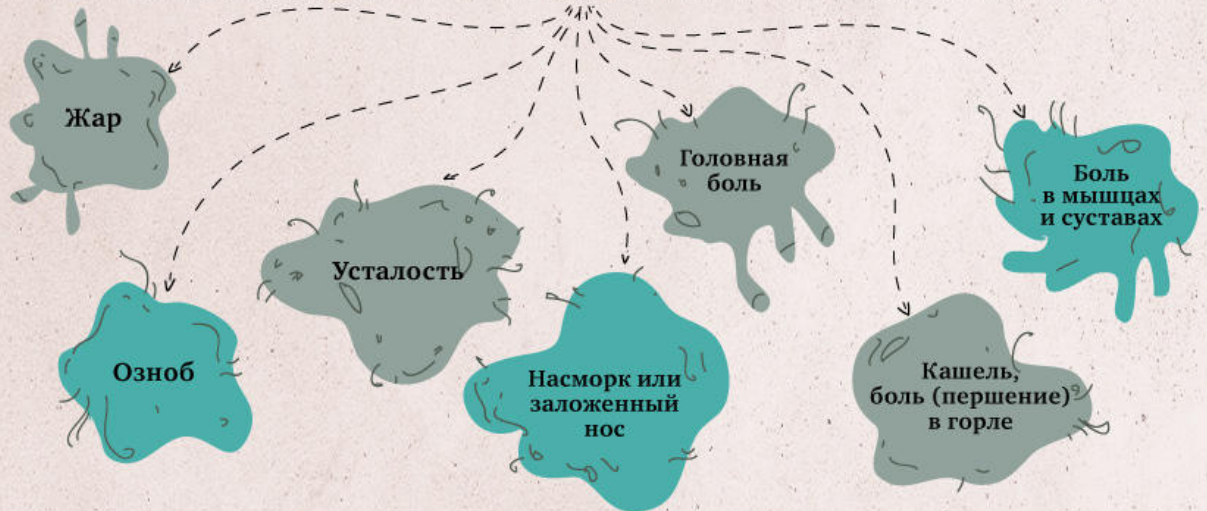 Жар
Головная
боль
Боль
в мышцах
и суставах
Усталость
Озноб
Насморк или
заложенный
нос
Кашель,
боль (першение)
в горле